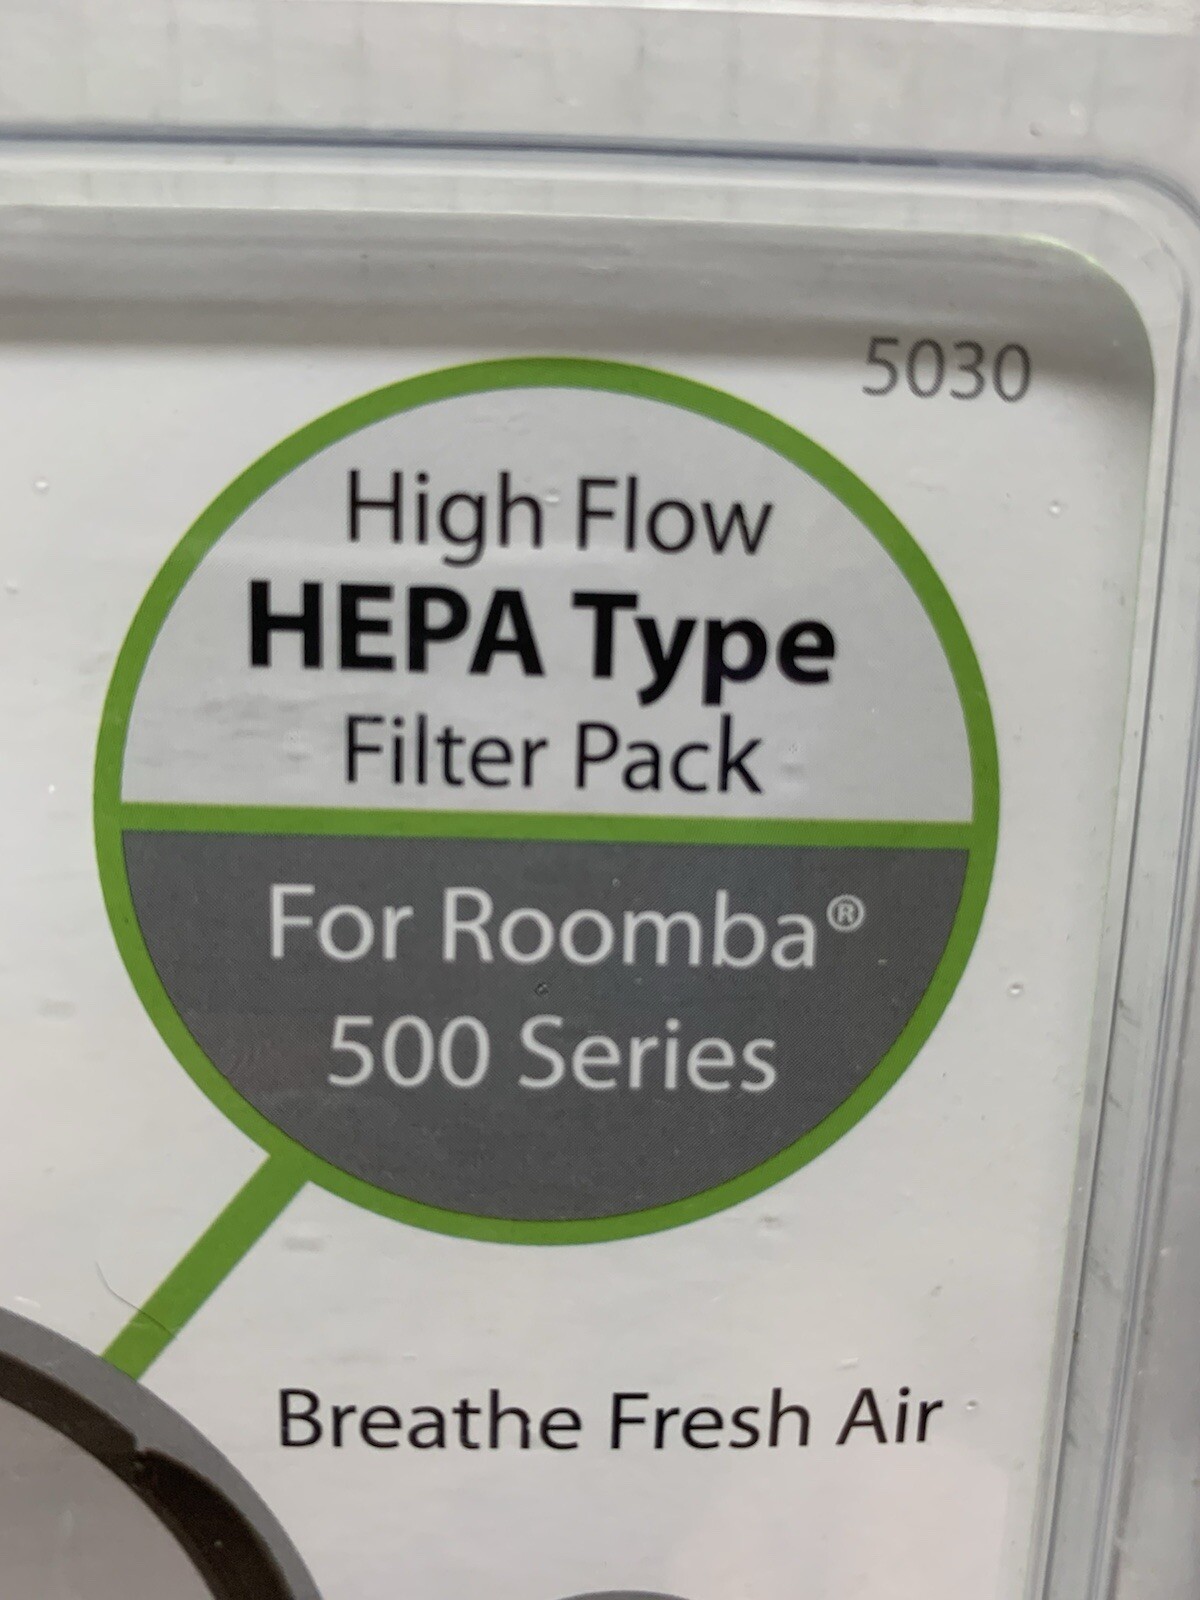 5030
High Flow
HEPA Type
Filter Pack
For Roomba®
500 Series
Breathe Fresh Air